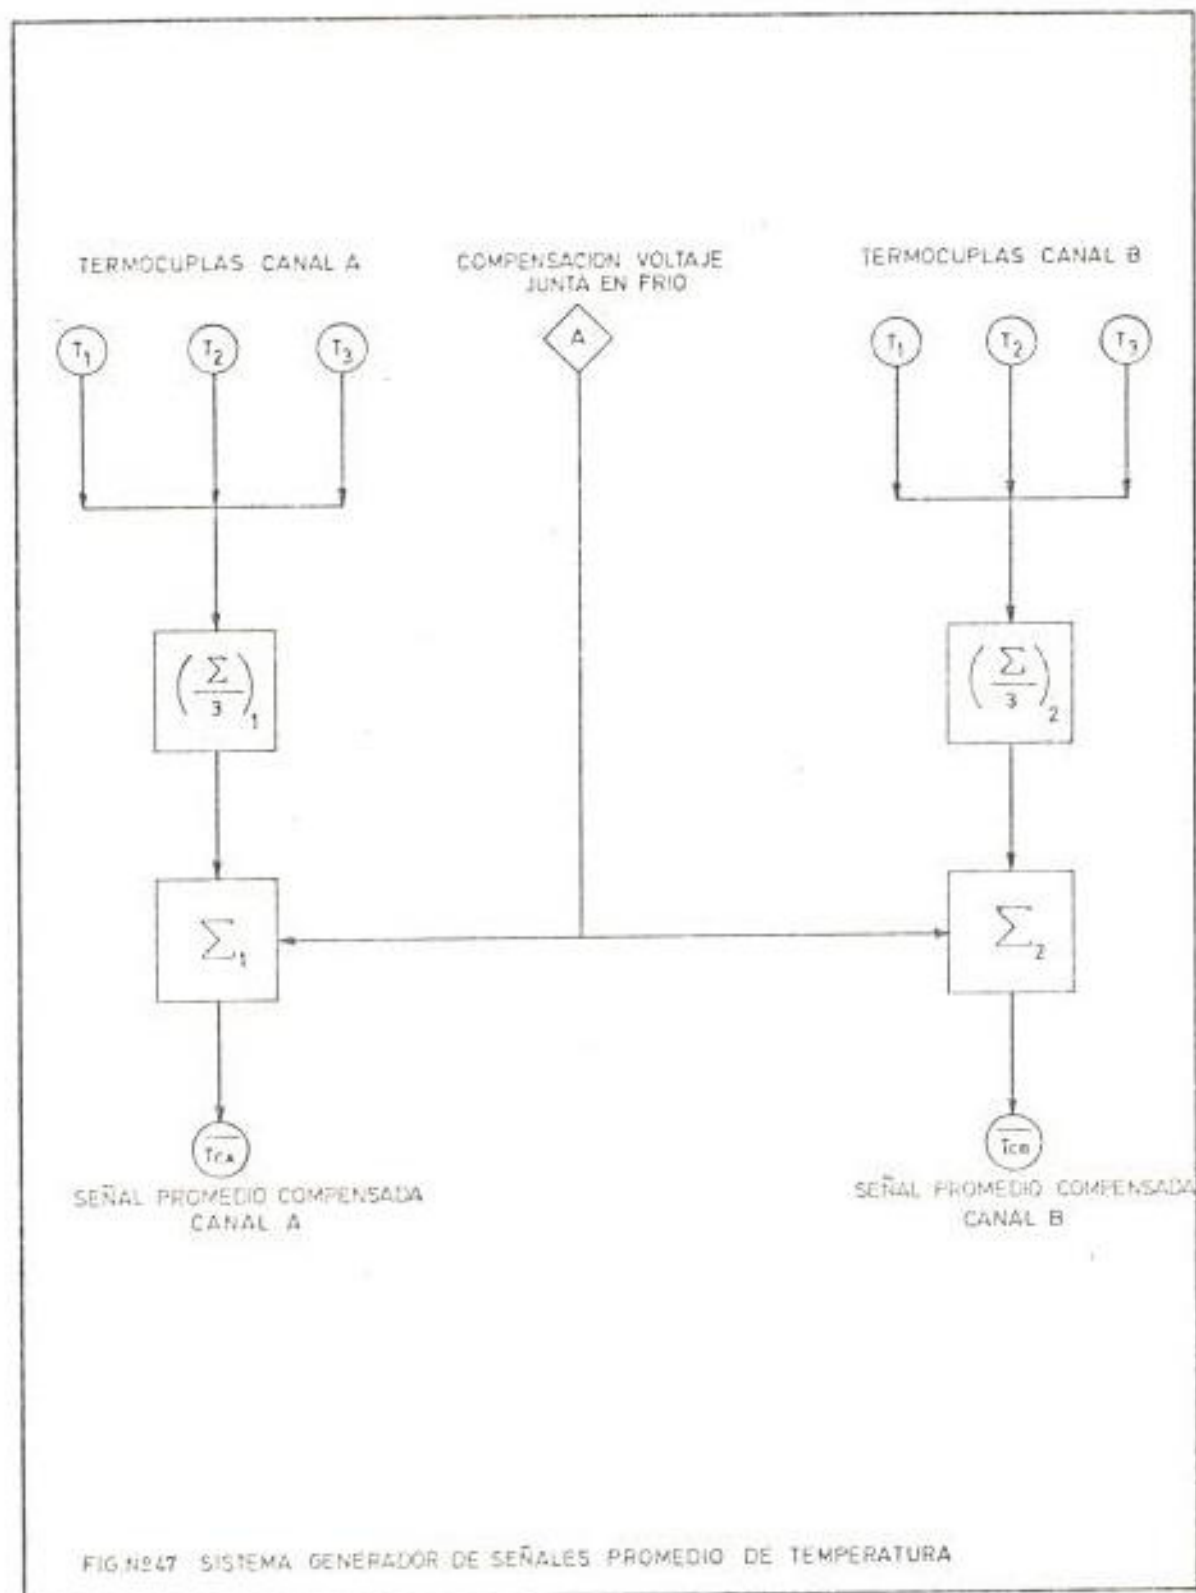 TERMOCUPLAS CANAL A
COMPENSACION VOLTAJE
JUNTA EN FRIO
TERMOCUPLAS CANAL B
T1 T2 T3
A
T1 T2 T3
(Σ/3)1
(Σ/3)2
Σ1
Σ2
TCA
TCB
SEÑAL PROMEDIO COMPENSADA
CANAL A
SEÑAL PROMEDIO COMPENSADA
CANAL B
FIG.Nº47 SISTEMA GENERADOR DE SEÑALES PROMEDIO DE TEMPERATURA